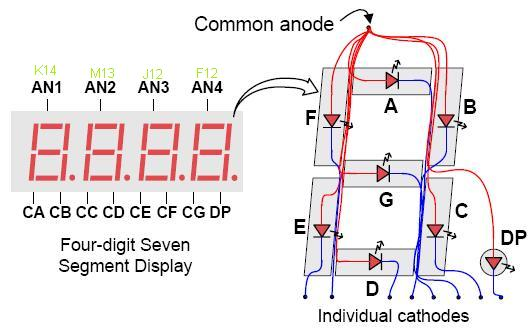 Common anode
K14 M13 J12 F12
AN1 AN2 AN3 AN4
A
B
F
G
E
C
D
DP
CA CB CC CD CE CF CG DP
Four-digit Seven
Segment Display
Individual cathodes